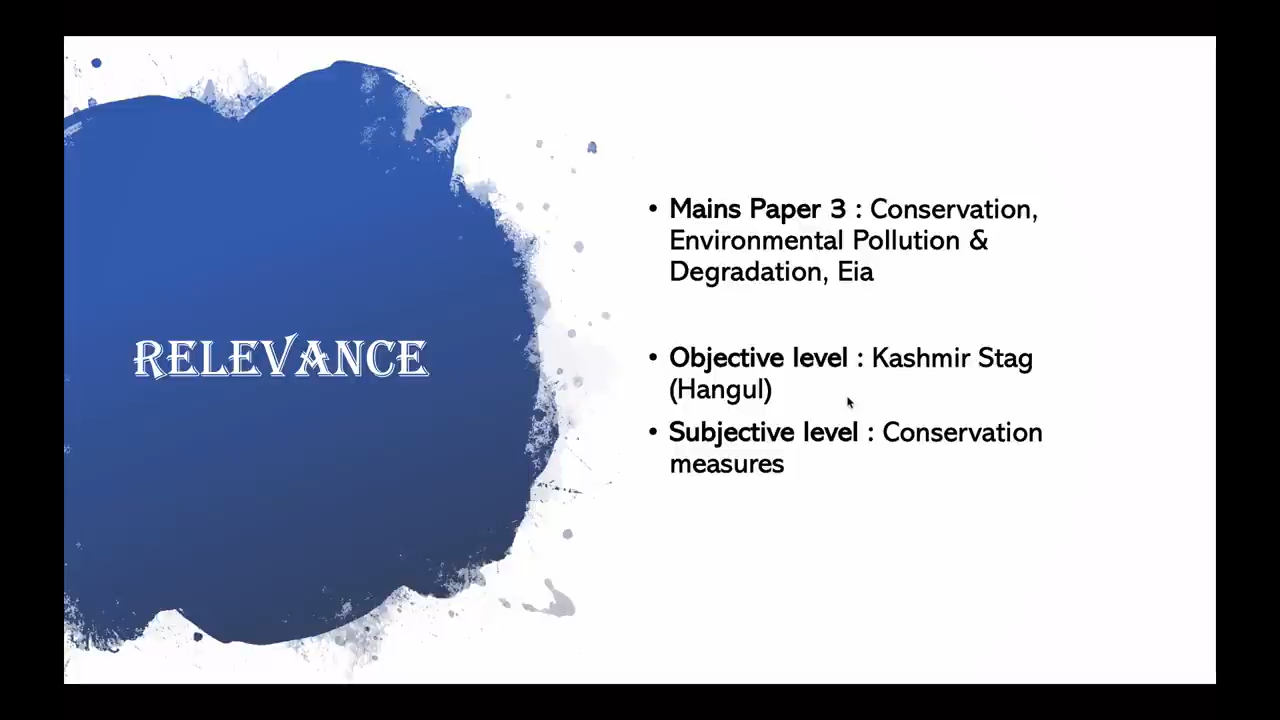 RELEVANCE
• Mains Paper 3 : Conservation,
Environmental Pollution &
Degradation, Eia
• Objective level : Kashmir Stag
(Hangul)
• Subjective level : Conservation
measures